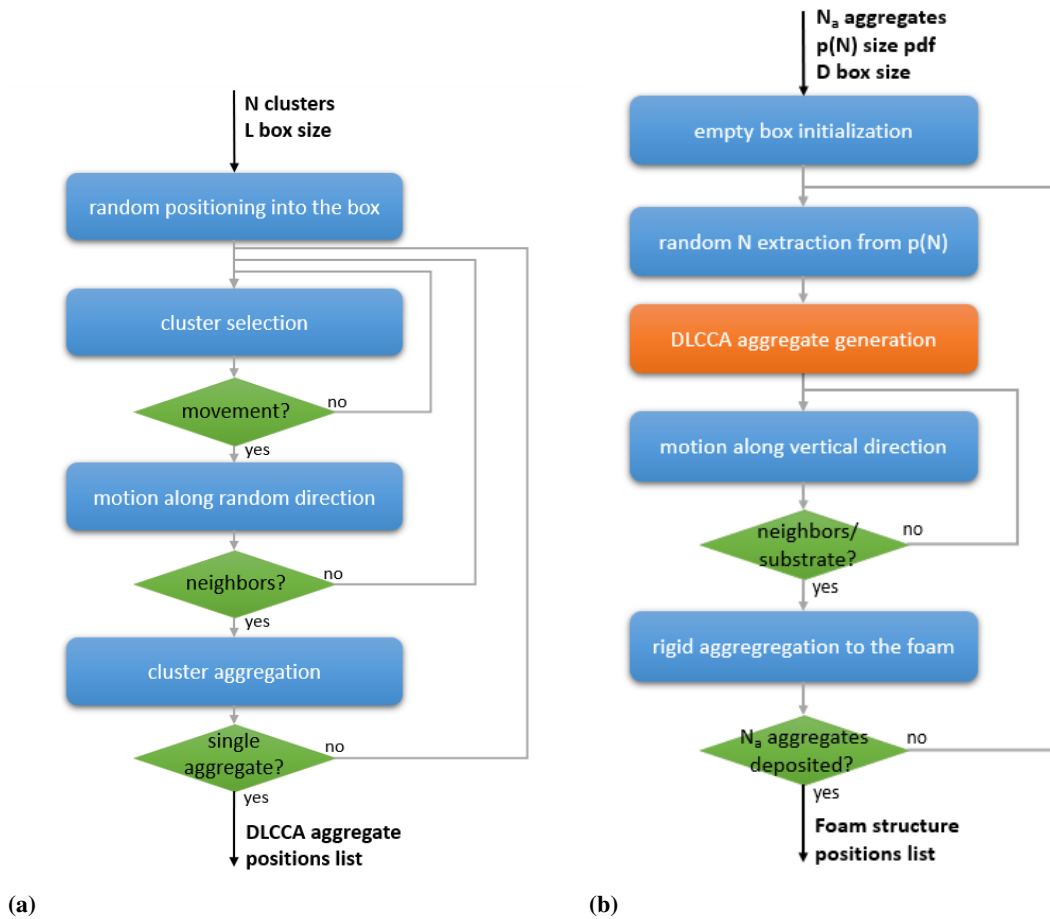 N clusters
L box size
random positioning into the box
cluster selection
movement?
no
yes
motion along random direction
neighbors?
no
yes
cluster aggregation
single
aggregate?
no
yes
DLCCA aggregate
positions list
(a)
Nₐ aggregates
p(N) size pdf
D box size
empty box initialization
random N extraction from p(N)
DLCCA aggregate generation
motion along vertical direction
neighbors/
substrate?
no
yes
rigid aggregregation to the foam
Nₐ aggregates
deposited?
no
yes
Foam structure
positions list
(b)